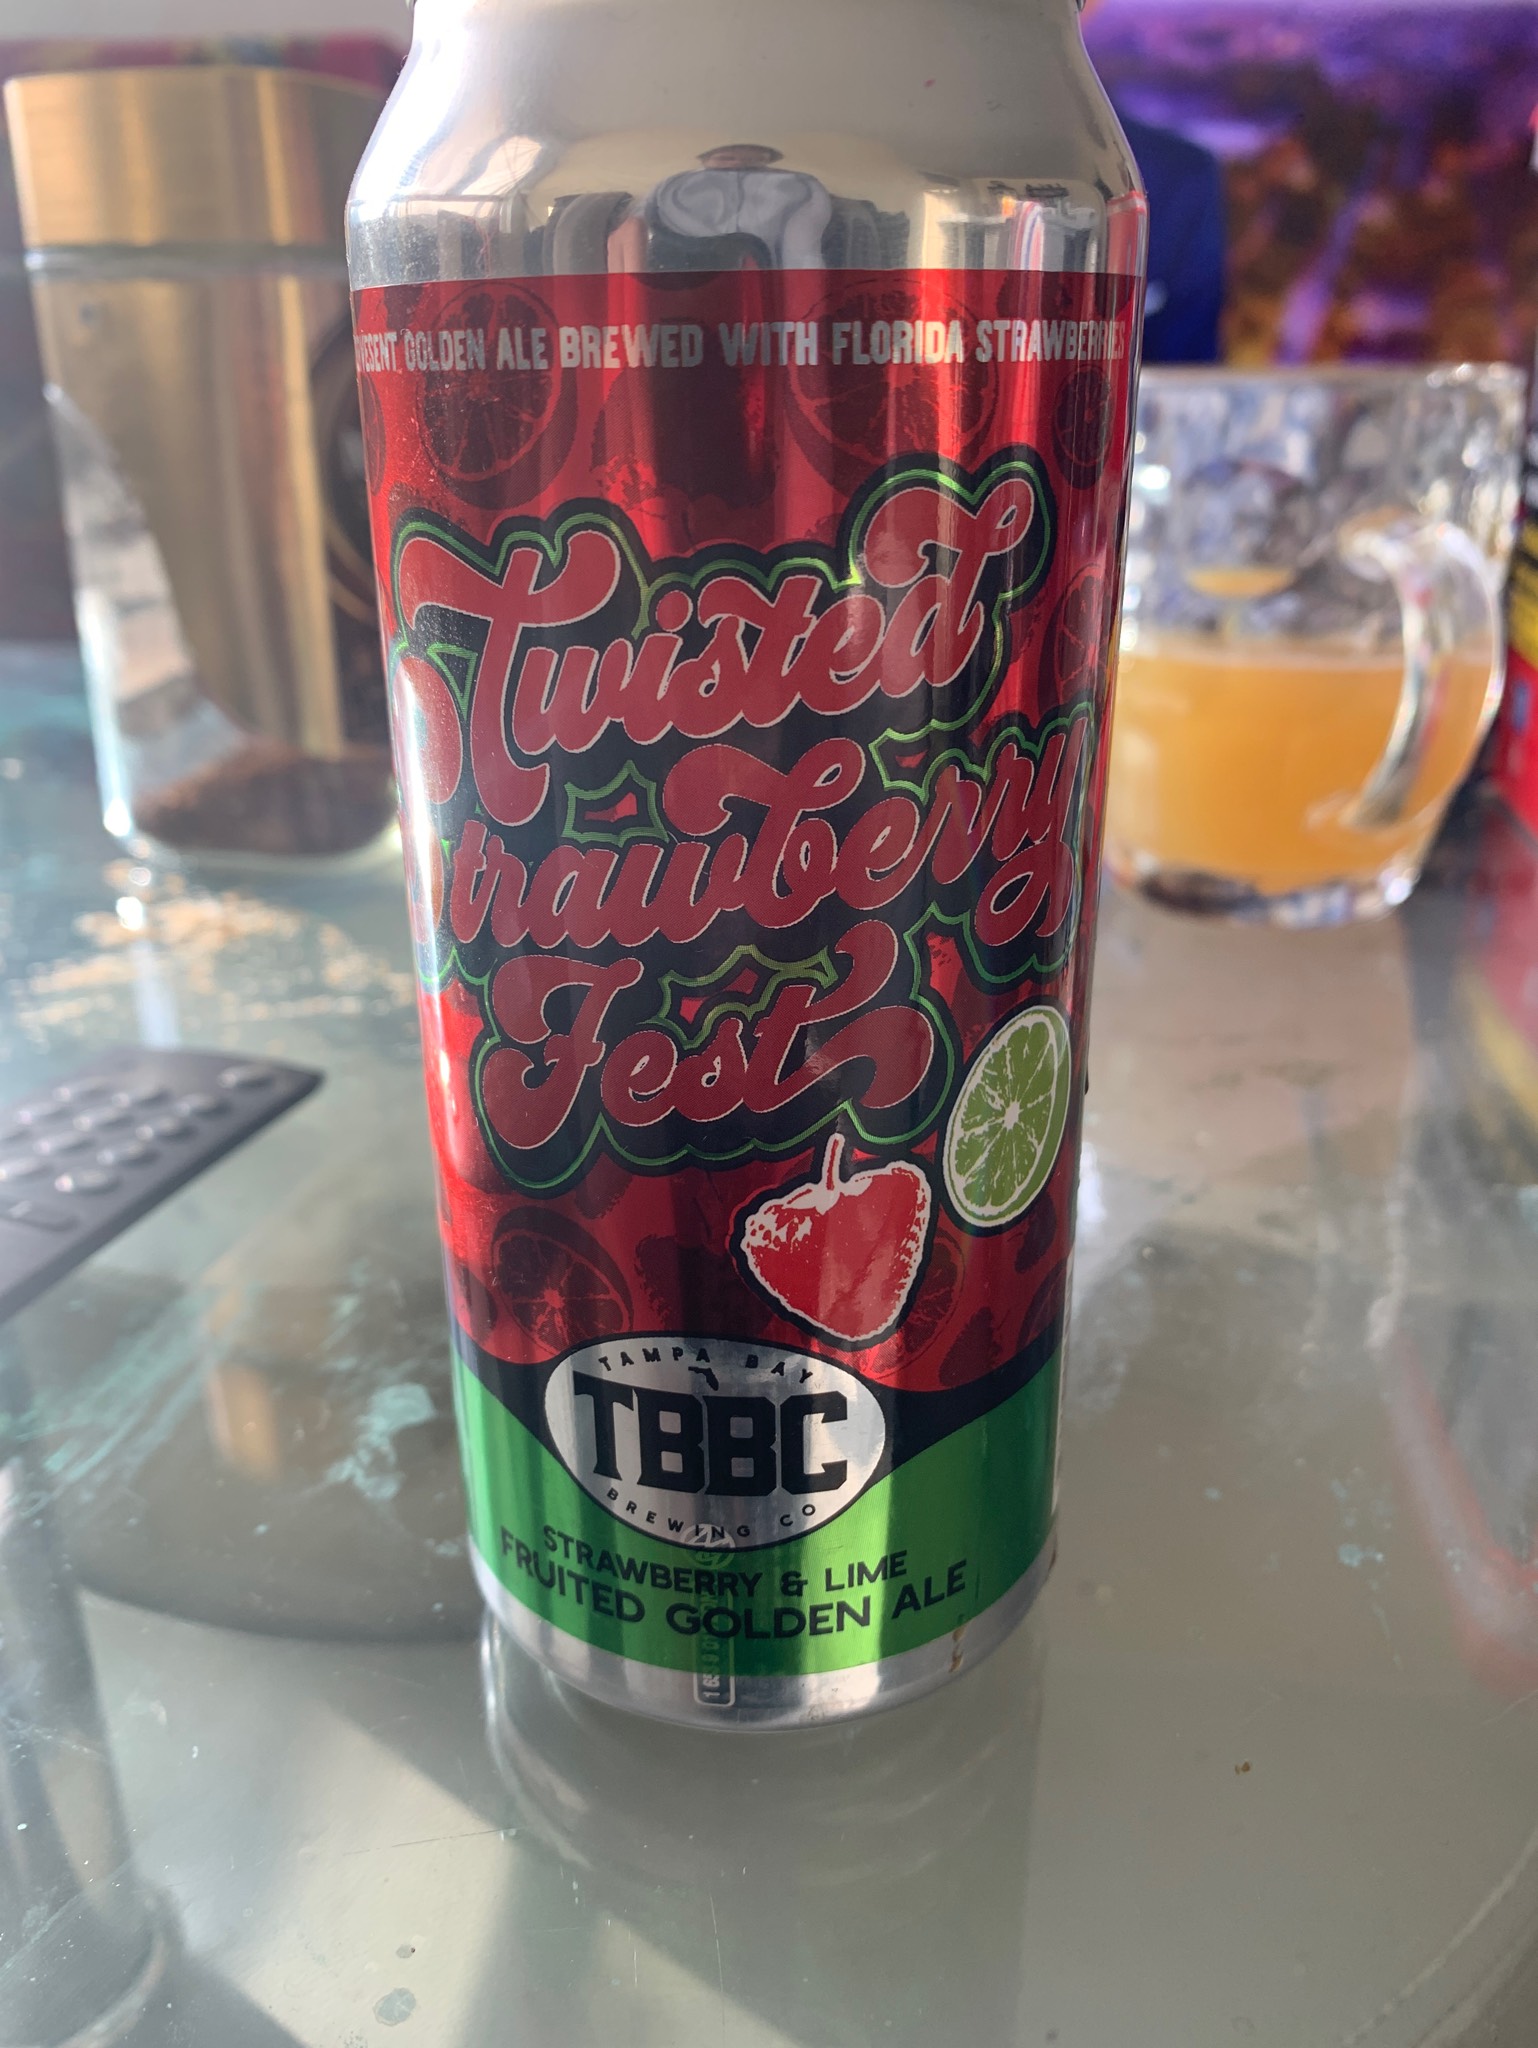 GOLDEN ALE BREWED WITH FLORIDA STRAWBERRIES
Twisted
Strawberry
Fest
TAMPA BAY
TBBC
BREWING CO
STRAWBERRY & LIME
FRUITED GOLDEN ALE